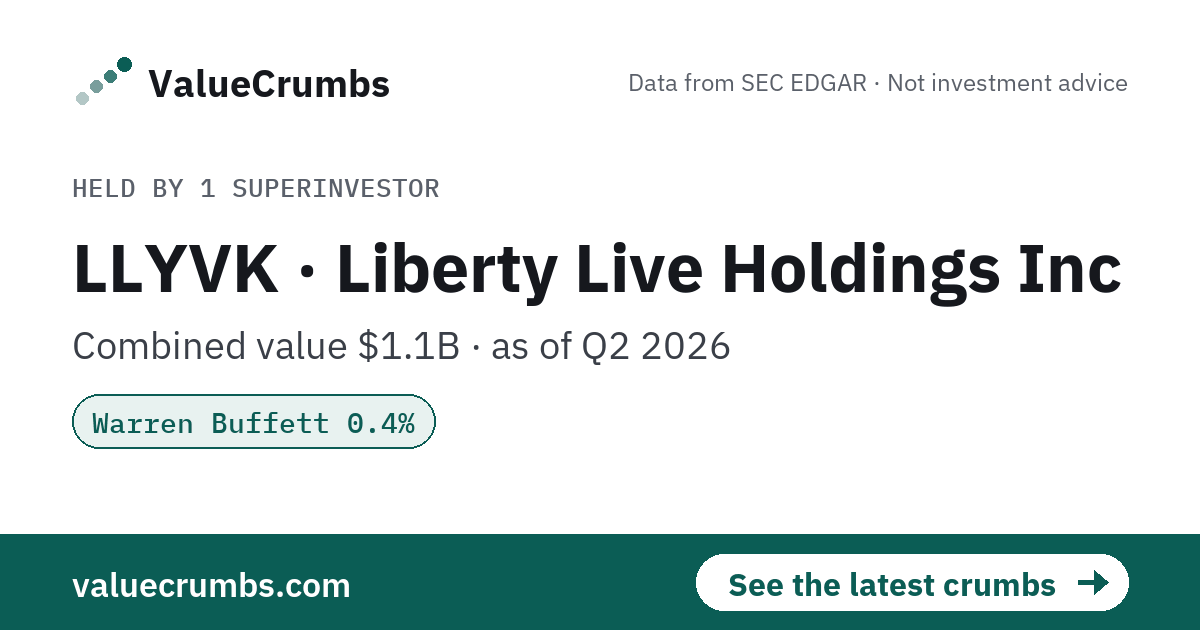 ValueCrumbs
Data from SEC EDGAR · Not investment advice
HELD BY 1 SUPERINVESTOR
LLYVK · Liberty Live Holdings Inc
Combined value $1.1B · as of Q2 2026
Warren Buffett 0.4%
valuecrumbs.com
See the latest crumbs →